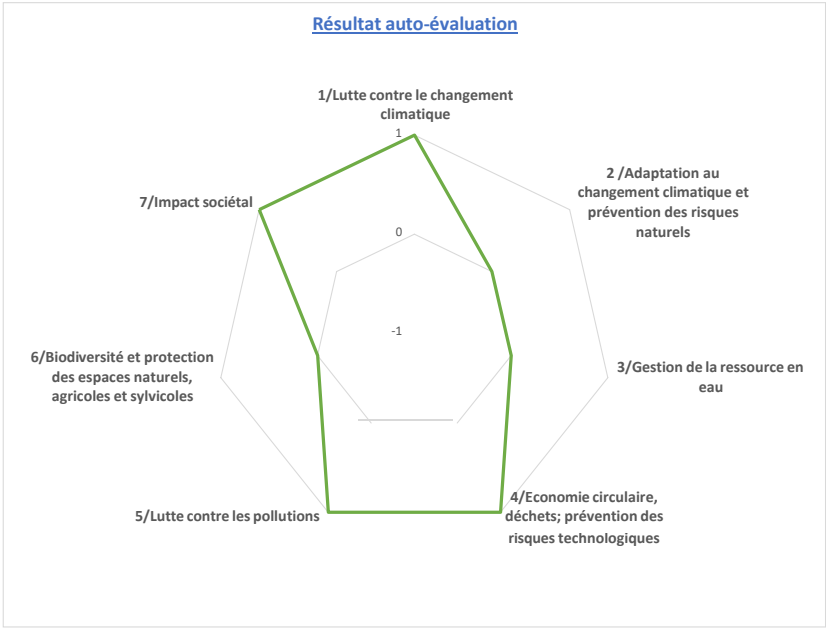 Résultat auto-évaluation
1/Lutte contre le changement
climatique
1
2 /Adaptation au
changement climatique et
prévention des risques
naturels
7/Impact sociétal
0
-1
6/Biodiversité et protection
des espaces naturels,
agricoles et sylvicoles
3/Gestion de la ressource en
eau
4/Economie circulaire,
déchets; prévention des
risques technologiques
5/Lutte contre les pollutions